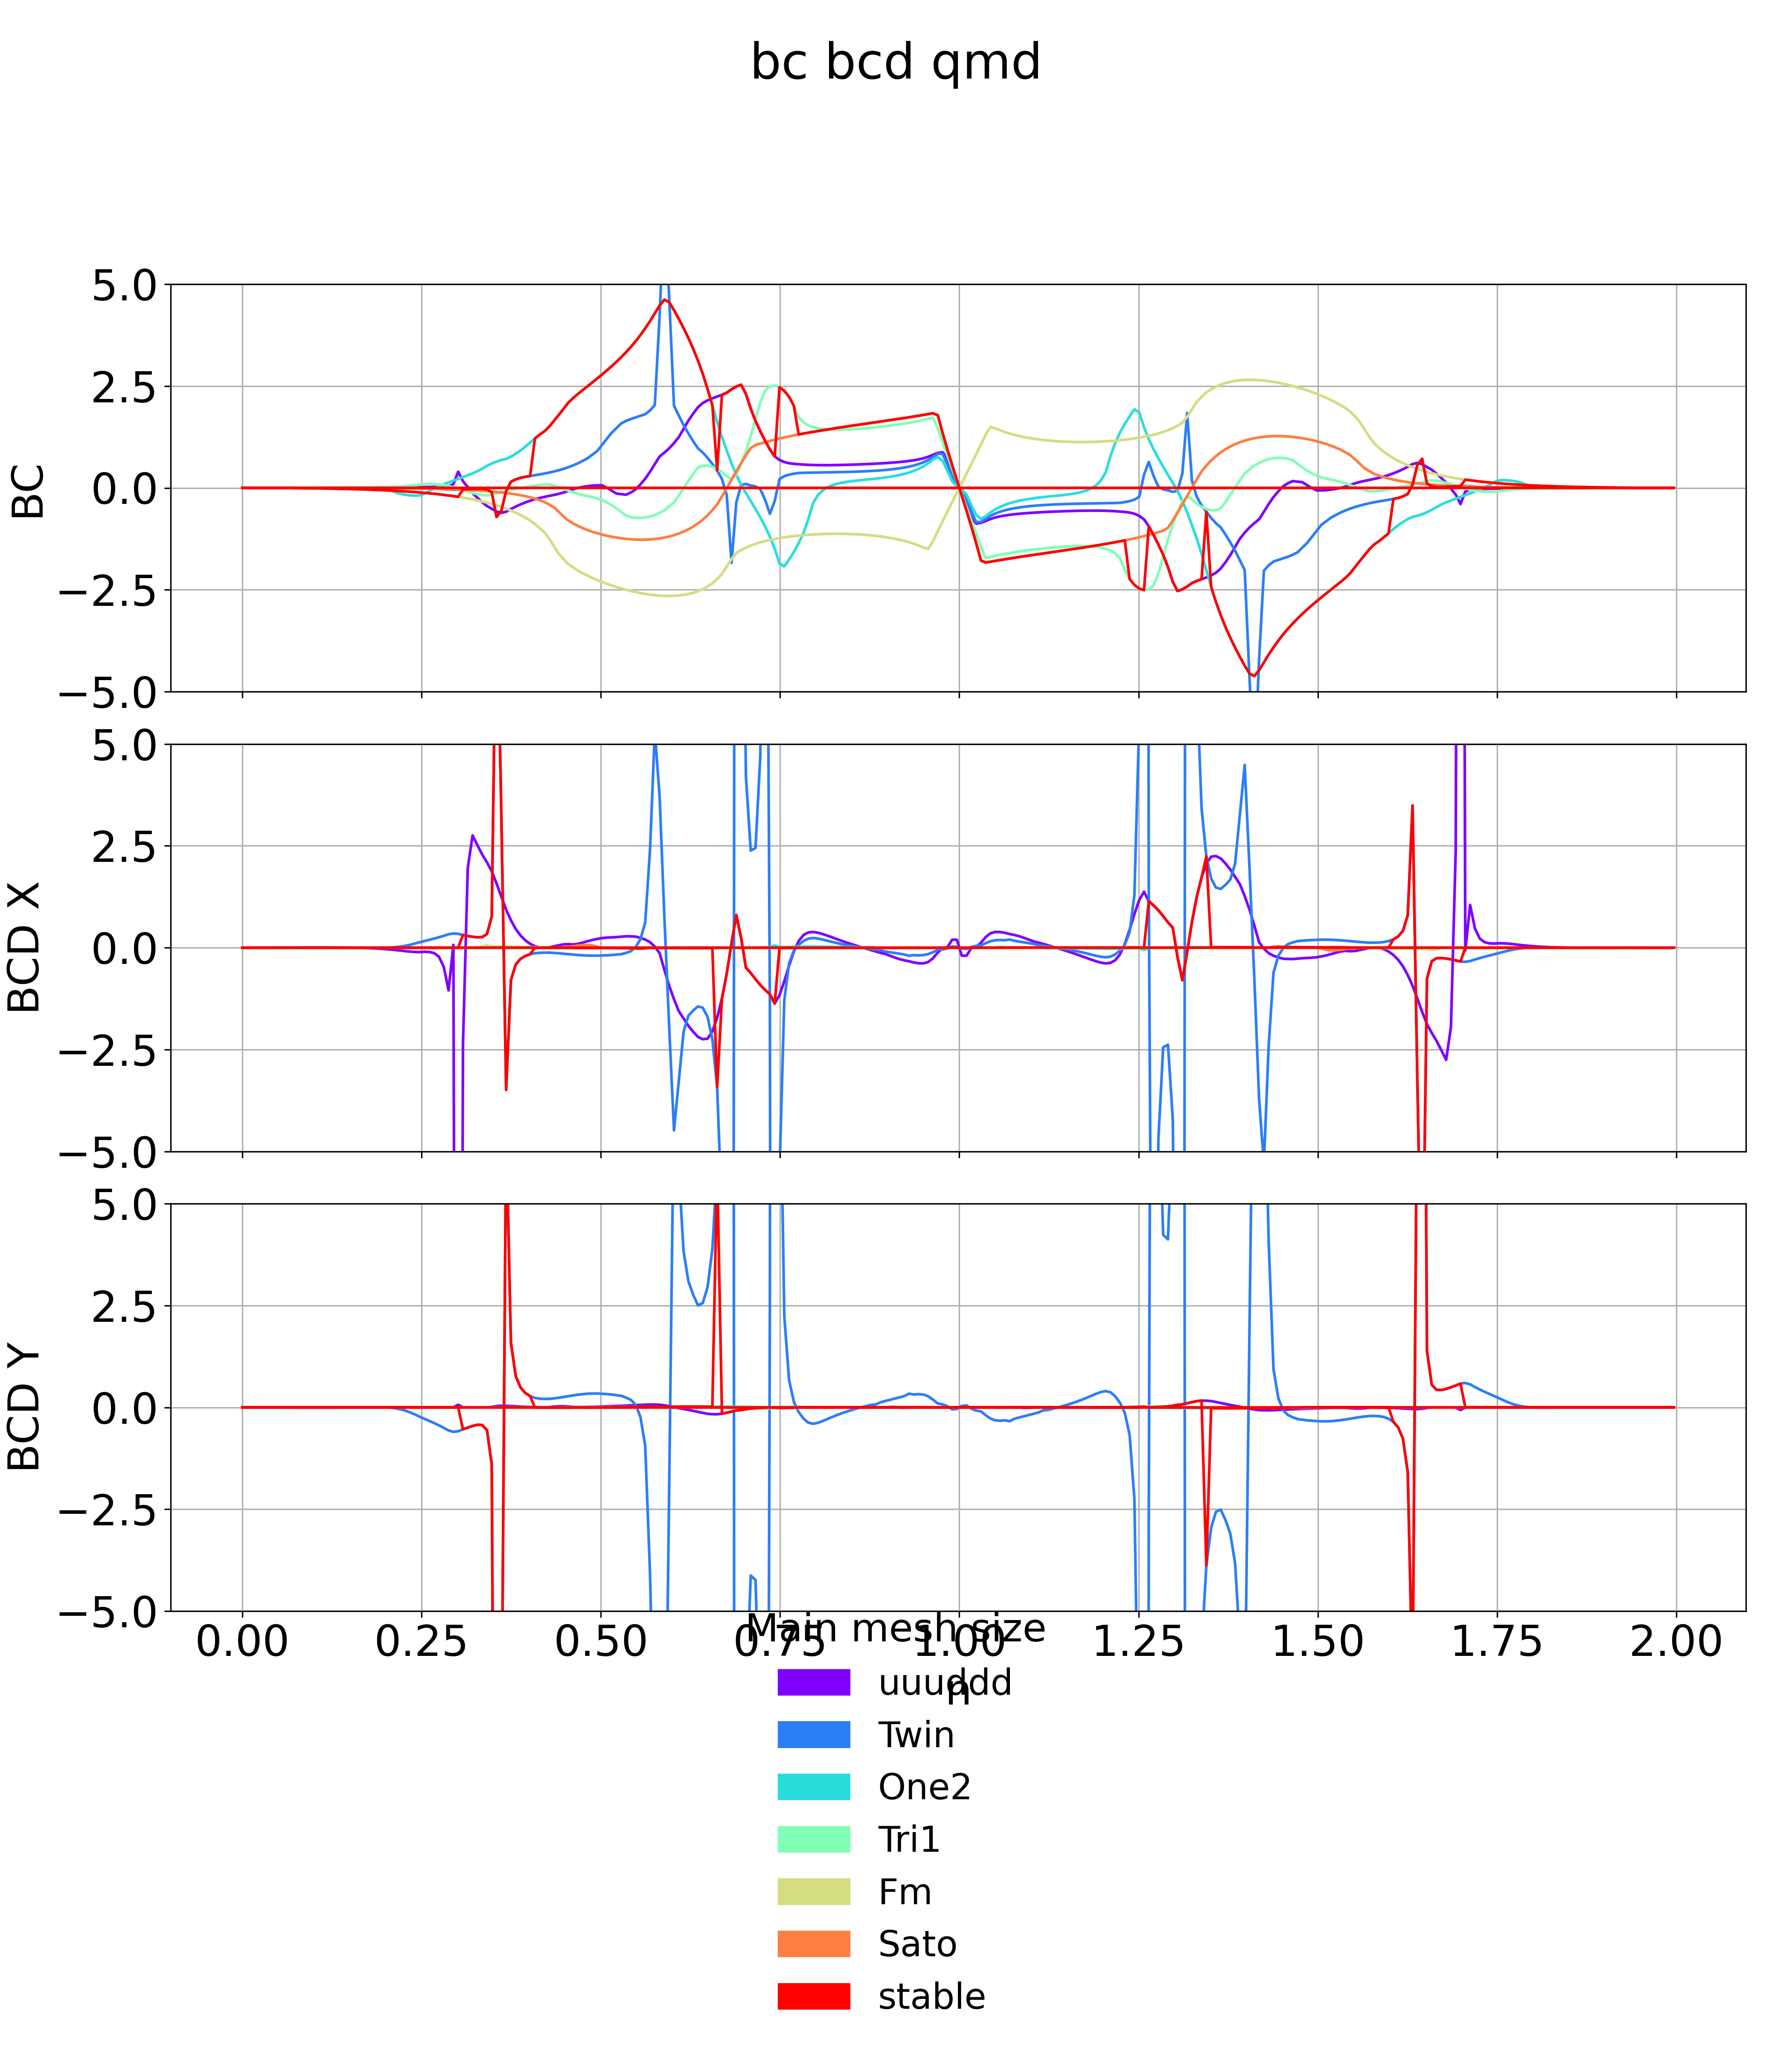 bc bcd qmd
5.0
2.5
0.0
−2.5
−5.0
BC
5.0
2.5
0.0
−2.5
−5.0
BCD X
5.0
2.5
0.0
−2.5
−5.0
BCD Y
0.00 0.25 0.50 0.75 1.00 1.25 1.50 1.75 2.00
n
Main mesh size
uuuddd
Twin
One2
Tri1
Fm
Sato
stable